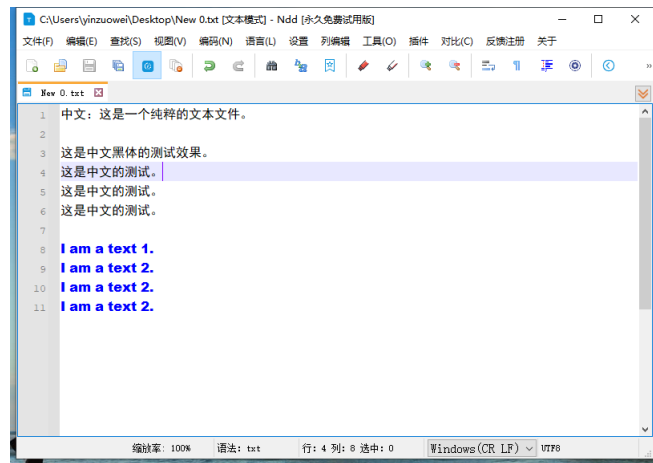 C:\Users\yinzuowei\Desktop\New 0.txt [文本模式] - Ndd [永久免费试用版]
文件(F) 编辑(E) 查找(S) 视图(V) 编码(N) 语言(L) 设置 列编辑 工具(O) 插件 对比(C) 反馈注册 关于
New 0.txt
1 中文：这是一个纯粹的文本文件。
2
3 这是中文黑体的测试效果。
4 这是中文的测试。
5 这是中文的测试。
6 这是中文的测试。
7
8 I am a text 1.
9 I am a text 2.
10 I am a text 2.
11 I am a text 2.
缩放率: 100% 语法: txt 行: 4 列: 8 选中: 0 Windows(CR LF) UTF8